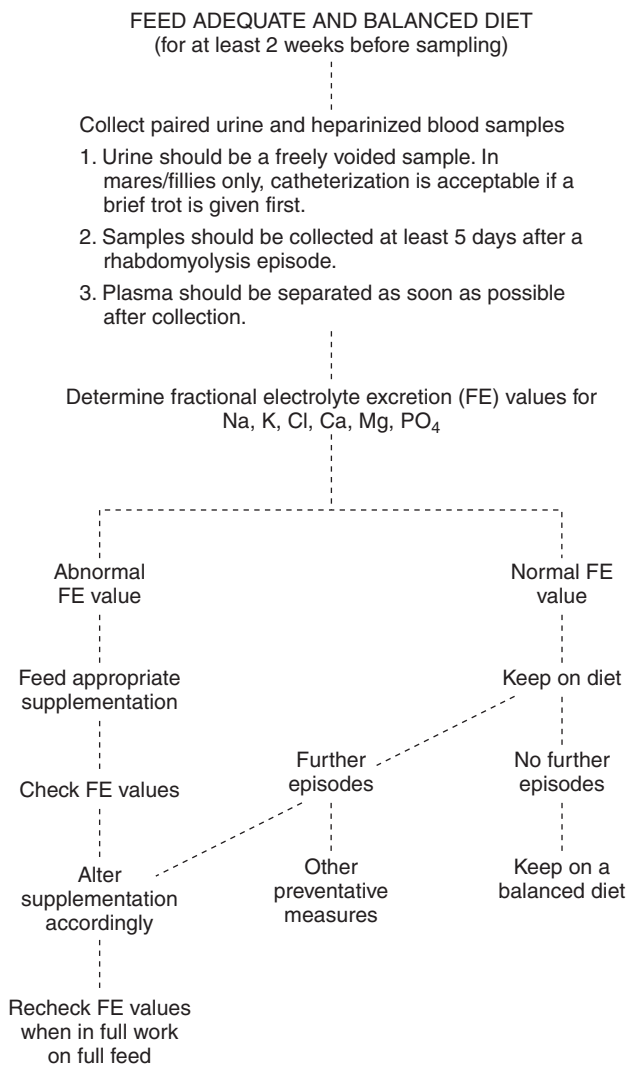 FEED ADEQUATE AND BALANCED DIET
(for at least 2 weeks before sampling)
Collect paired urine and heparinized blood samples
1. Urine should be a freely voided sample. In
mares/fillies only, catheterization is acceptable if a
brief trot is given first.
2. Samples should be collected at least 5 days after a
rhabdomyolysis episode.
3. Plasma should be separated as soon as possible
after collection.
Determine fractional electrolyte excretion (FE) values for
Na, K, Cl, Ca, Mg, PO₄
Abnormal
FE value
Normal FE
value
Feed appropriate
supplementation
Keep on diet
Check FE values
Further
episodes
No further
episodes
Alter
supplementation
accordingly
Other
preventative
measures
Keep on a
balanced diet
Recheck FE values
when in full work
on full feed